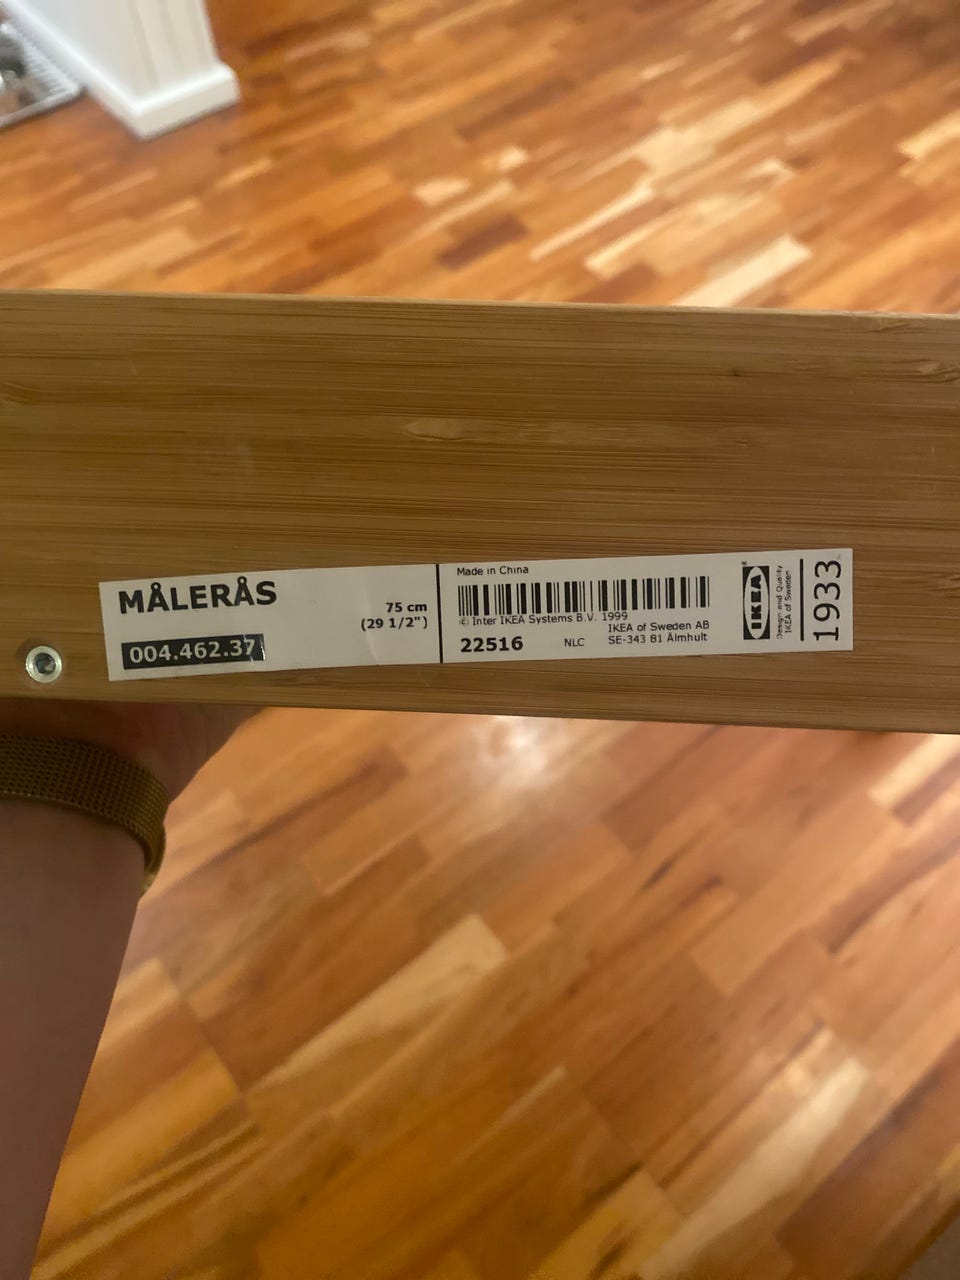 MÅLERÅS
75 cm
(29 1/2")
004.462.37
Made in China
© Inter IKEA Systems B.V. 1999
22516
NLC
IKEA of Sweden AB
SE-343 81 Älmhult
IKEA
Design and Quality
IKEA of Sweden
1933